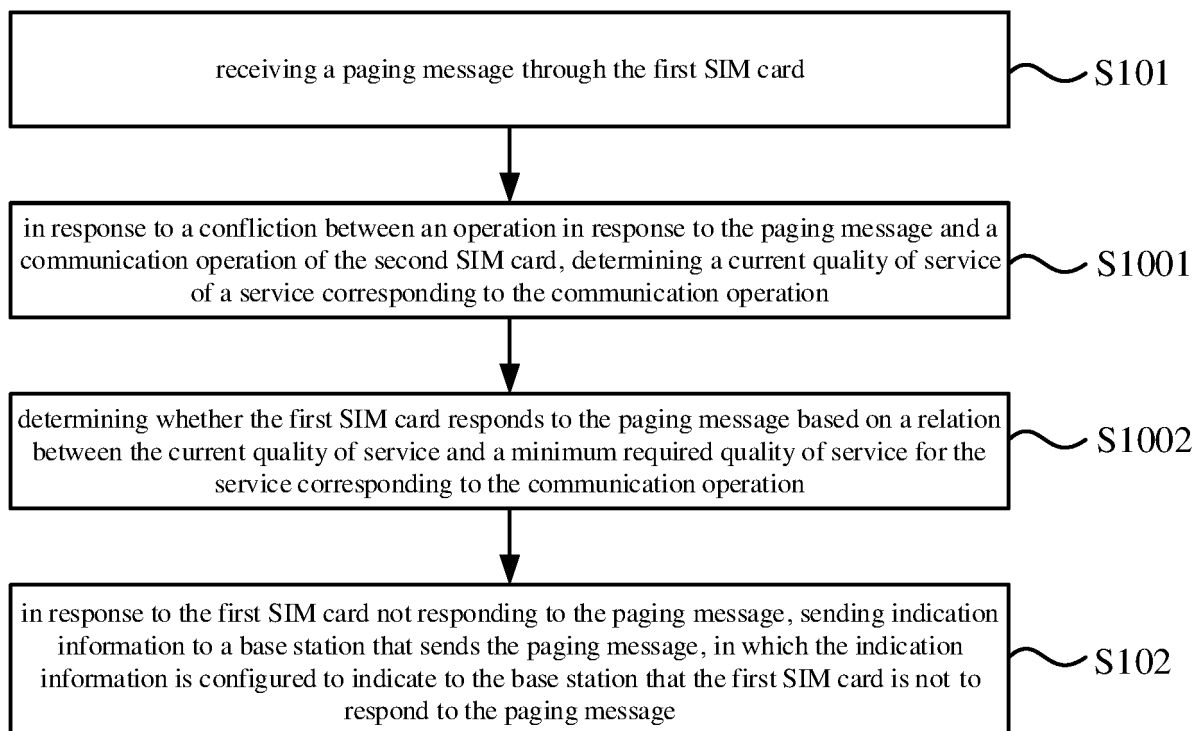 receiving a paging message through the first SIM card
S101
in response to a confliction between an operation in response to the paging message and a
communication operation of the second SIM card, determining a current quality of service
of a service corresponding to the communication operation
S1001
determining whether the first SIM card responds to the paging message based on a relation
between the current quality of service and a minimum required quality of service for the
service corresponding to the communication operation
S1002
in response to the first SIM card not responding to the paging message, sending indication
information to a base station that sends the paging message, in which the indication
information is configured to indicate to the base station that the first SIM card is not to
respond to the paging message
S102